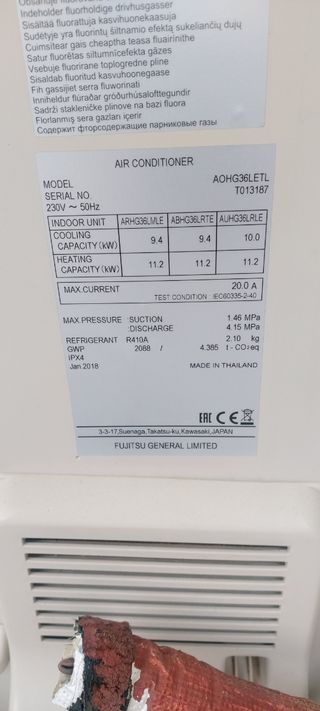 Indeholder fluorholdige drivhusgasser
Sisältää fluorattuja kasvihuonekaasuja
Sudėtyje yra fluorintų šiltnamio efektą sukeliančių dujų
Cuimsitear gais cheaptha teasa fluairinithe
Satur fluorētas siltumnīcefekta gāzes
Vsebuje fluorirane toplogredne pline
Sisaldab fluoritud kasvuhoonegaase
Fih gassijiet serra fluworinati
Inniheldur flúraðar gróðurhúsalofttegundir
Sadrži stakleničke plinove na bazi fluora
Florlaşmış sera gazları içerir
Содержит фторсодержащие парниковые газы
AIR CONDITIONER
MODEL AOHG36LETL
SERIAL NO. T013187
230V ~ 50Hz
INDOOR UNIT ARHG36LMLE ABHG36LRTE AUHG36LRLE
COOLING CAPACITY(kW) 9.4 9.4 10.0
HEATING CAPACITY(kW) 11.2 11.2 11.2
MAX.CURRENT 20.0 A
TEST CONDITION IEC60335-2-40
MAX.PRESSURE :SUCTION 1.46 MPa
:DISCHARGE 4.15 MPa
REFRIGERANT R410A 2.10 kg
GWP 2088 / 4.385 t-CO2eq
IPX4
Jan 2018 MADE IN THAILAND
EAC CE
3-3-17,Suenaga,Takatsu-ku,Kawasaki,JAPAN
FUJITSU GENERAL LIMITED